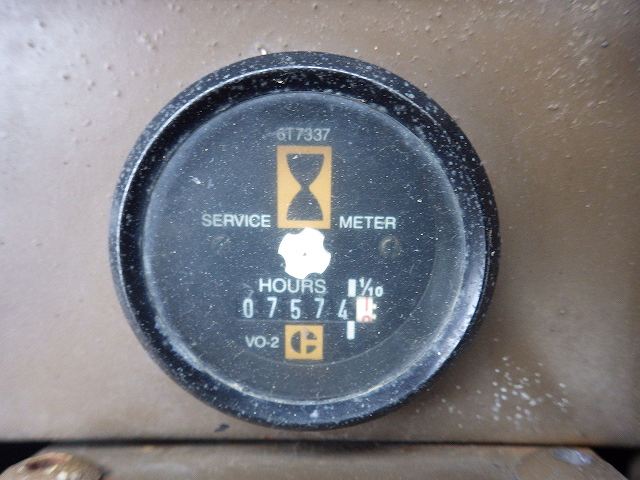 6T7337
SERVICE METER
HOURS 1/10
07574
VO-2 C